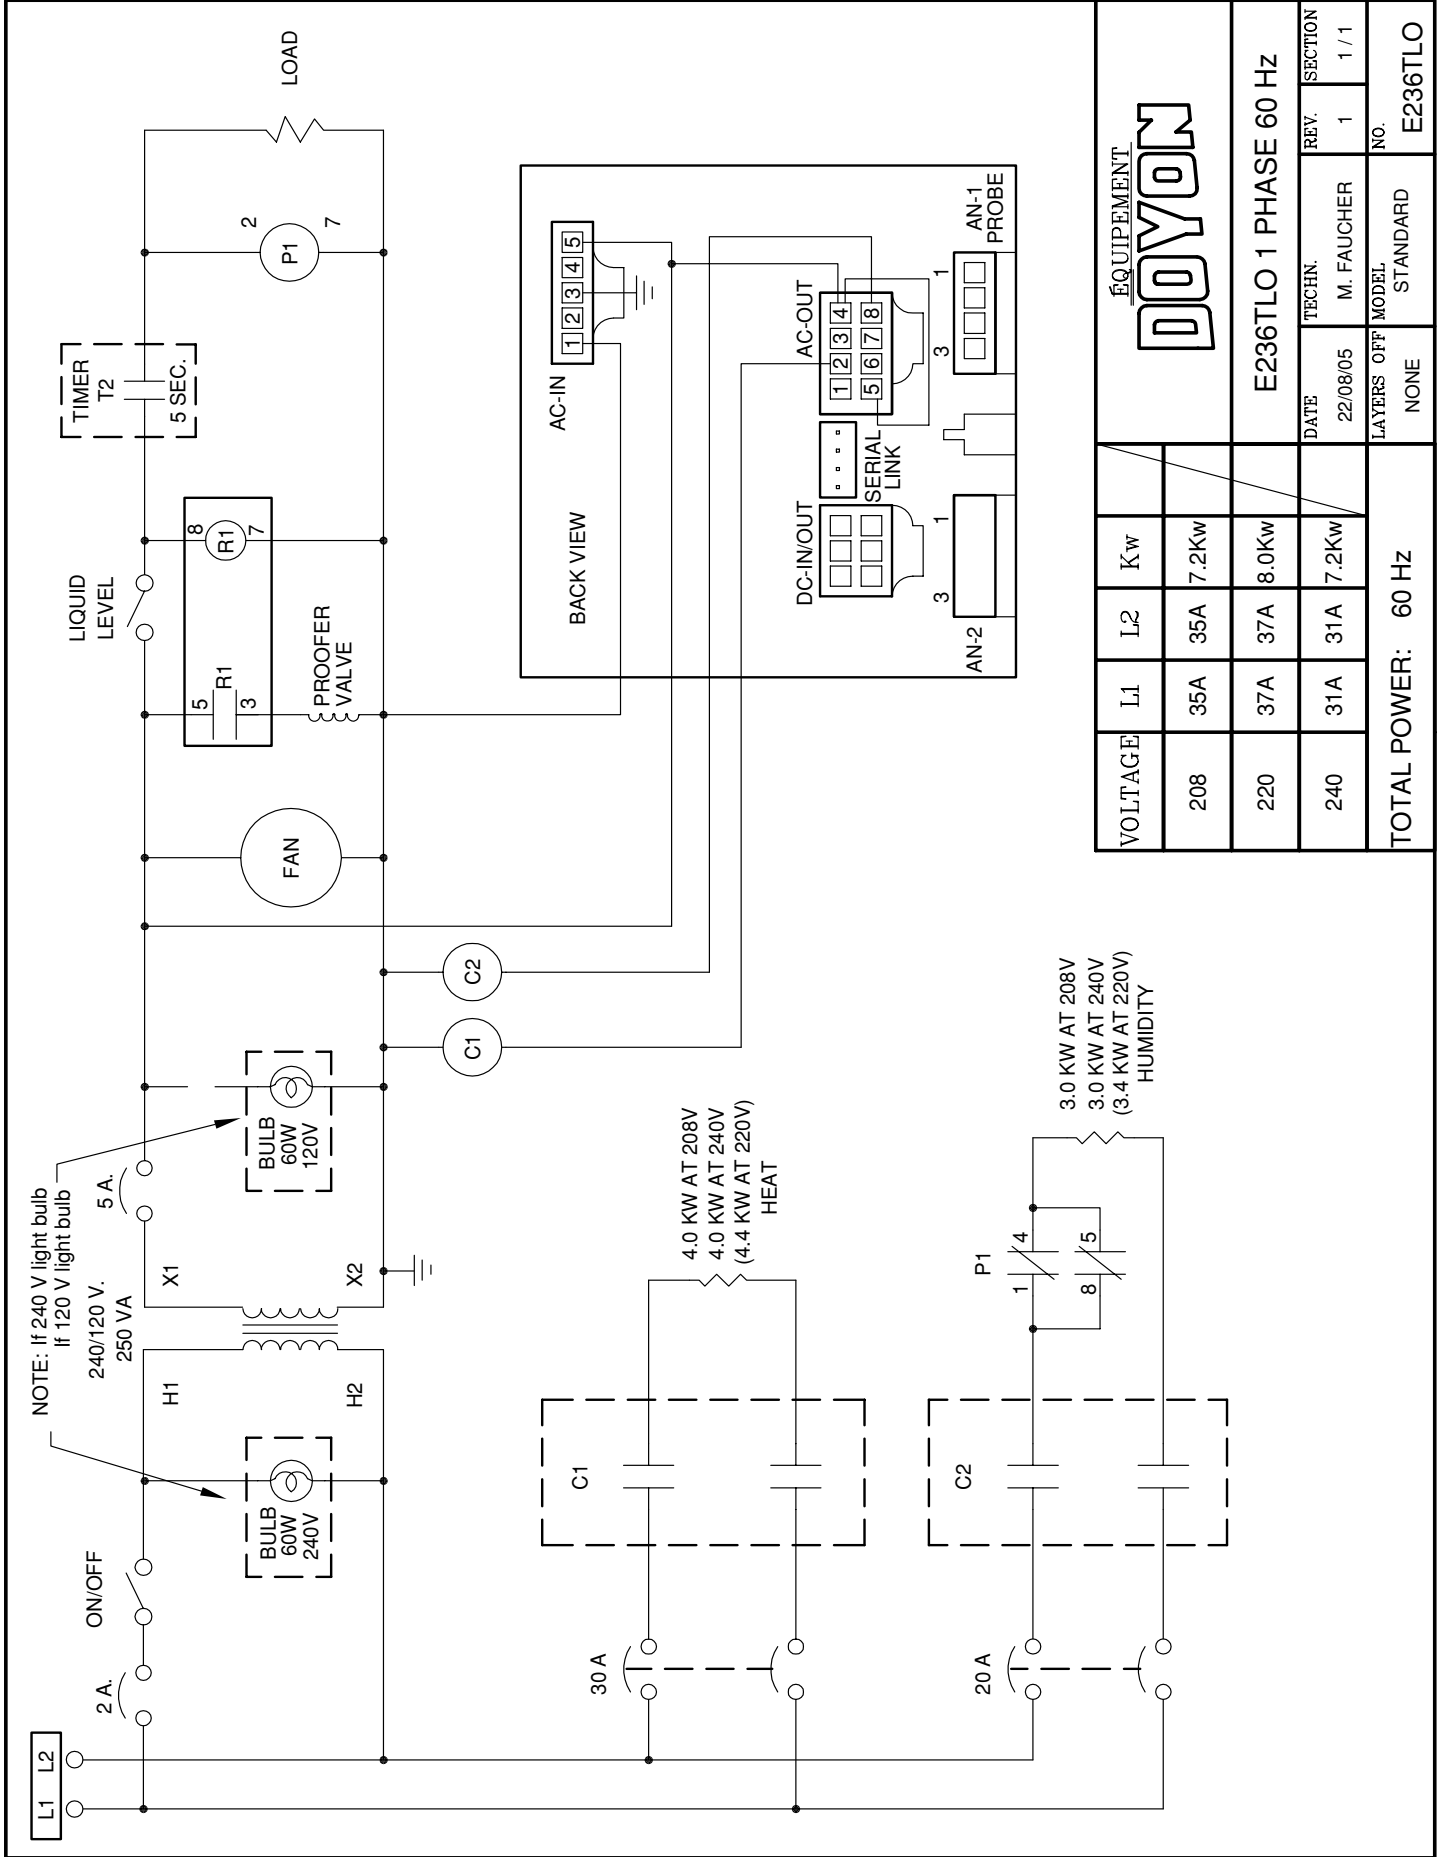 L1 L2
2 A.
ON/OFF
NOTE: If 240 V light bulb
If 120 V light bulb
240/120 V.
250 VA
H1
H2
X1
X2
BULB
60W
240V
5 A.
BULB
60W
120V
FAN
C1
C2
5
R1
3
PROOFER
VALVE
LIQUID
LEVEL
8
R1
7
TIMER
T2
5 SEC.
2
P1
7
LOAD
30 A
C1
4.0 KW AT 208V
4.0 KW AT 240V
(4.4 KW AT 220V)
HEAT
20 A
C2
P1
1 4
8 5
3.0 KW AT 208V
3.0 KW AT 240V
(3.4 KW AT 220V)
HUMIDITY
BACK VIEW
AC-IN
1 2 3 4 5
DC-IN/OUT
SERIAL
LINK
AC-OUT
1 2 3 4
5 6 7 8
AN-2
3 1
3 1
AN-1
PROBE
VOLTAGE L1 L2 Kw
208 35A 35A 7.2Kw
220 37A 37A 8.0Kw
240 31A 31A 7.2Kw
TOTAL POWER: 60 Hz
ÉQUIPEMENT
DOYON
E236TLO 1 PHASE 60 Hz
DATE
22/08/05
TECHN.
M. FAUCHER
REV.
1
SECTION
1 / 1
LAYERS OFF
NONE
MODEL
STANDARD
NO.
E236TLO